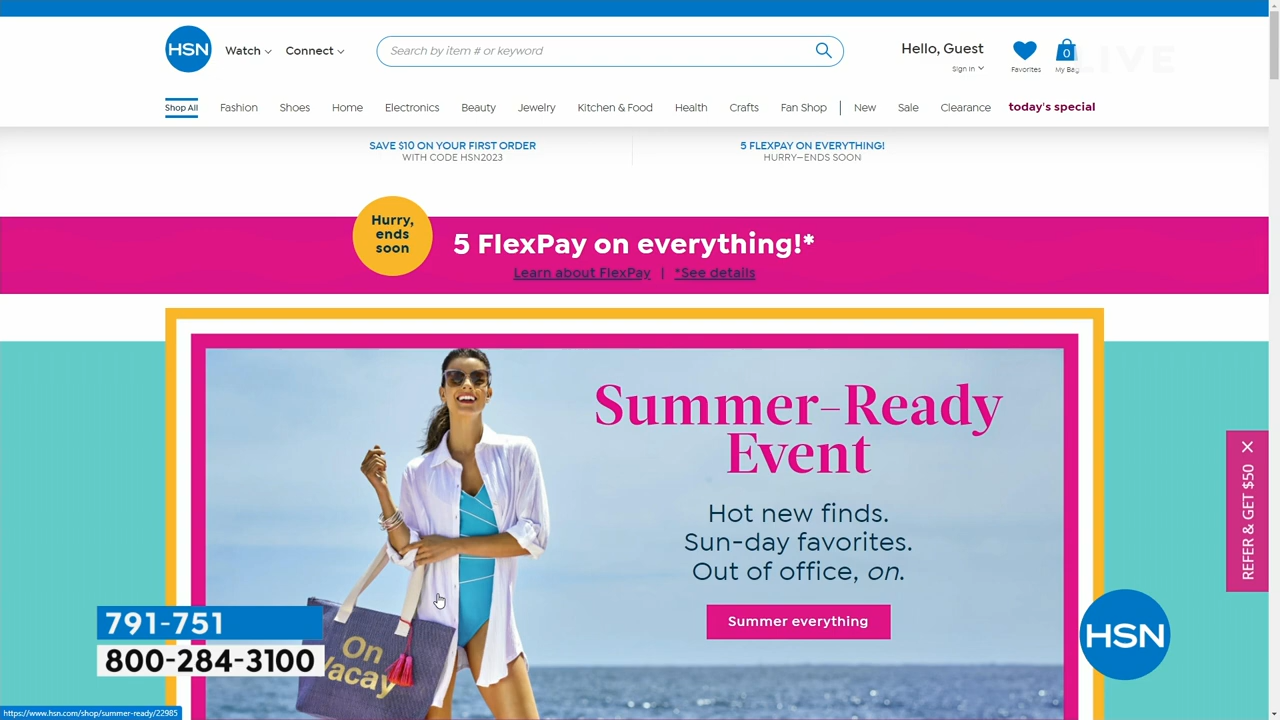 HSN
Watch
Connect
Search by item # or keyword
Hello, Guest
Sign in
Favorites
0
My Bag
LIVE
Shop All
Fashion
Shoes
Home
Electronics
Beauty
Jewelry
Kitchen & Food
Health
Crafts
Fan Shop
New
Sale
Clearance
today's special
SAVE $10 ON YOUR FIRST ORDER
WITH CODE HSN2023
5 FLEXPAY ON EVERYTHING!
HURRY—ENDS SOON
Hurry,
ends
soon
5 FlexPay on everything!*
Learn about FlexPay | *See details
Summer-Ready
Event
Hot new finds.
Sun-day favorites.
Out of office, on.
Summer everything
REFER & GET $50
On
Vacay
791-751
800-284-3100
HSN
https://www.hsn.com/shop/summer-ready/22985